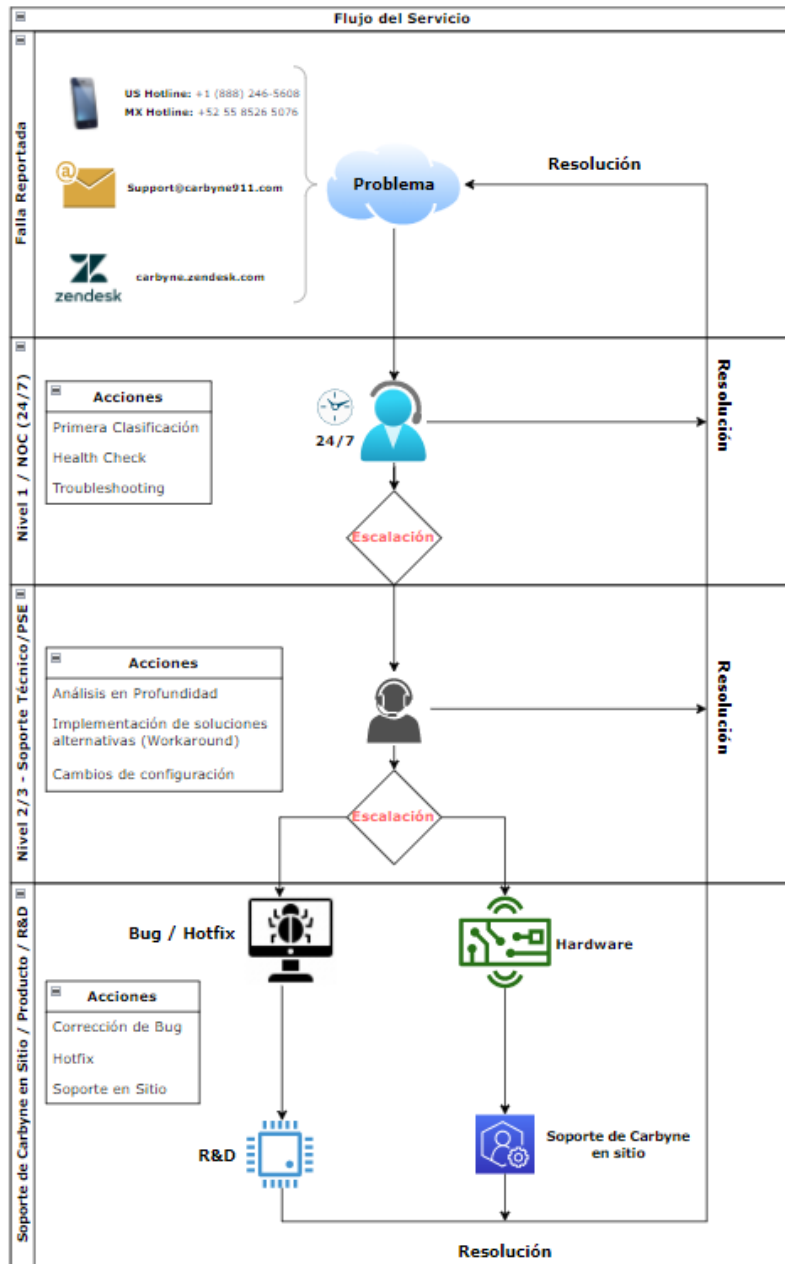 Flujo del Servicio
Falla Reportada
US Hotline: +1 (888) 246-5608
MX Hotline: +52 55 8526 5076
Support@carbyne911.com
zendesk
carbyne.zendesk.com
Problema
Resolución
Nivel 1 / NOC (24/7)
Acciones
Primera Clasificación
Health Check
Troubleshooting
24/7
Escalación
Resolución
Nivel 2/3 - Soporte Técnico/PSE
Acciones
Análisis en Profundidad
Implementación de soluciones
alternativas (Workaround)
Cambios de configuración
Escalación
Resolución
Soporte de Carbyne en Sitio / Producto / R&D
Bug / Hotfix
Hardware
Acciones
Corrección de Bug
Hotfix
Soporte en Sitio
R&D
Soporte de Carbyne
en sitio
Resolución